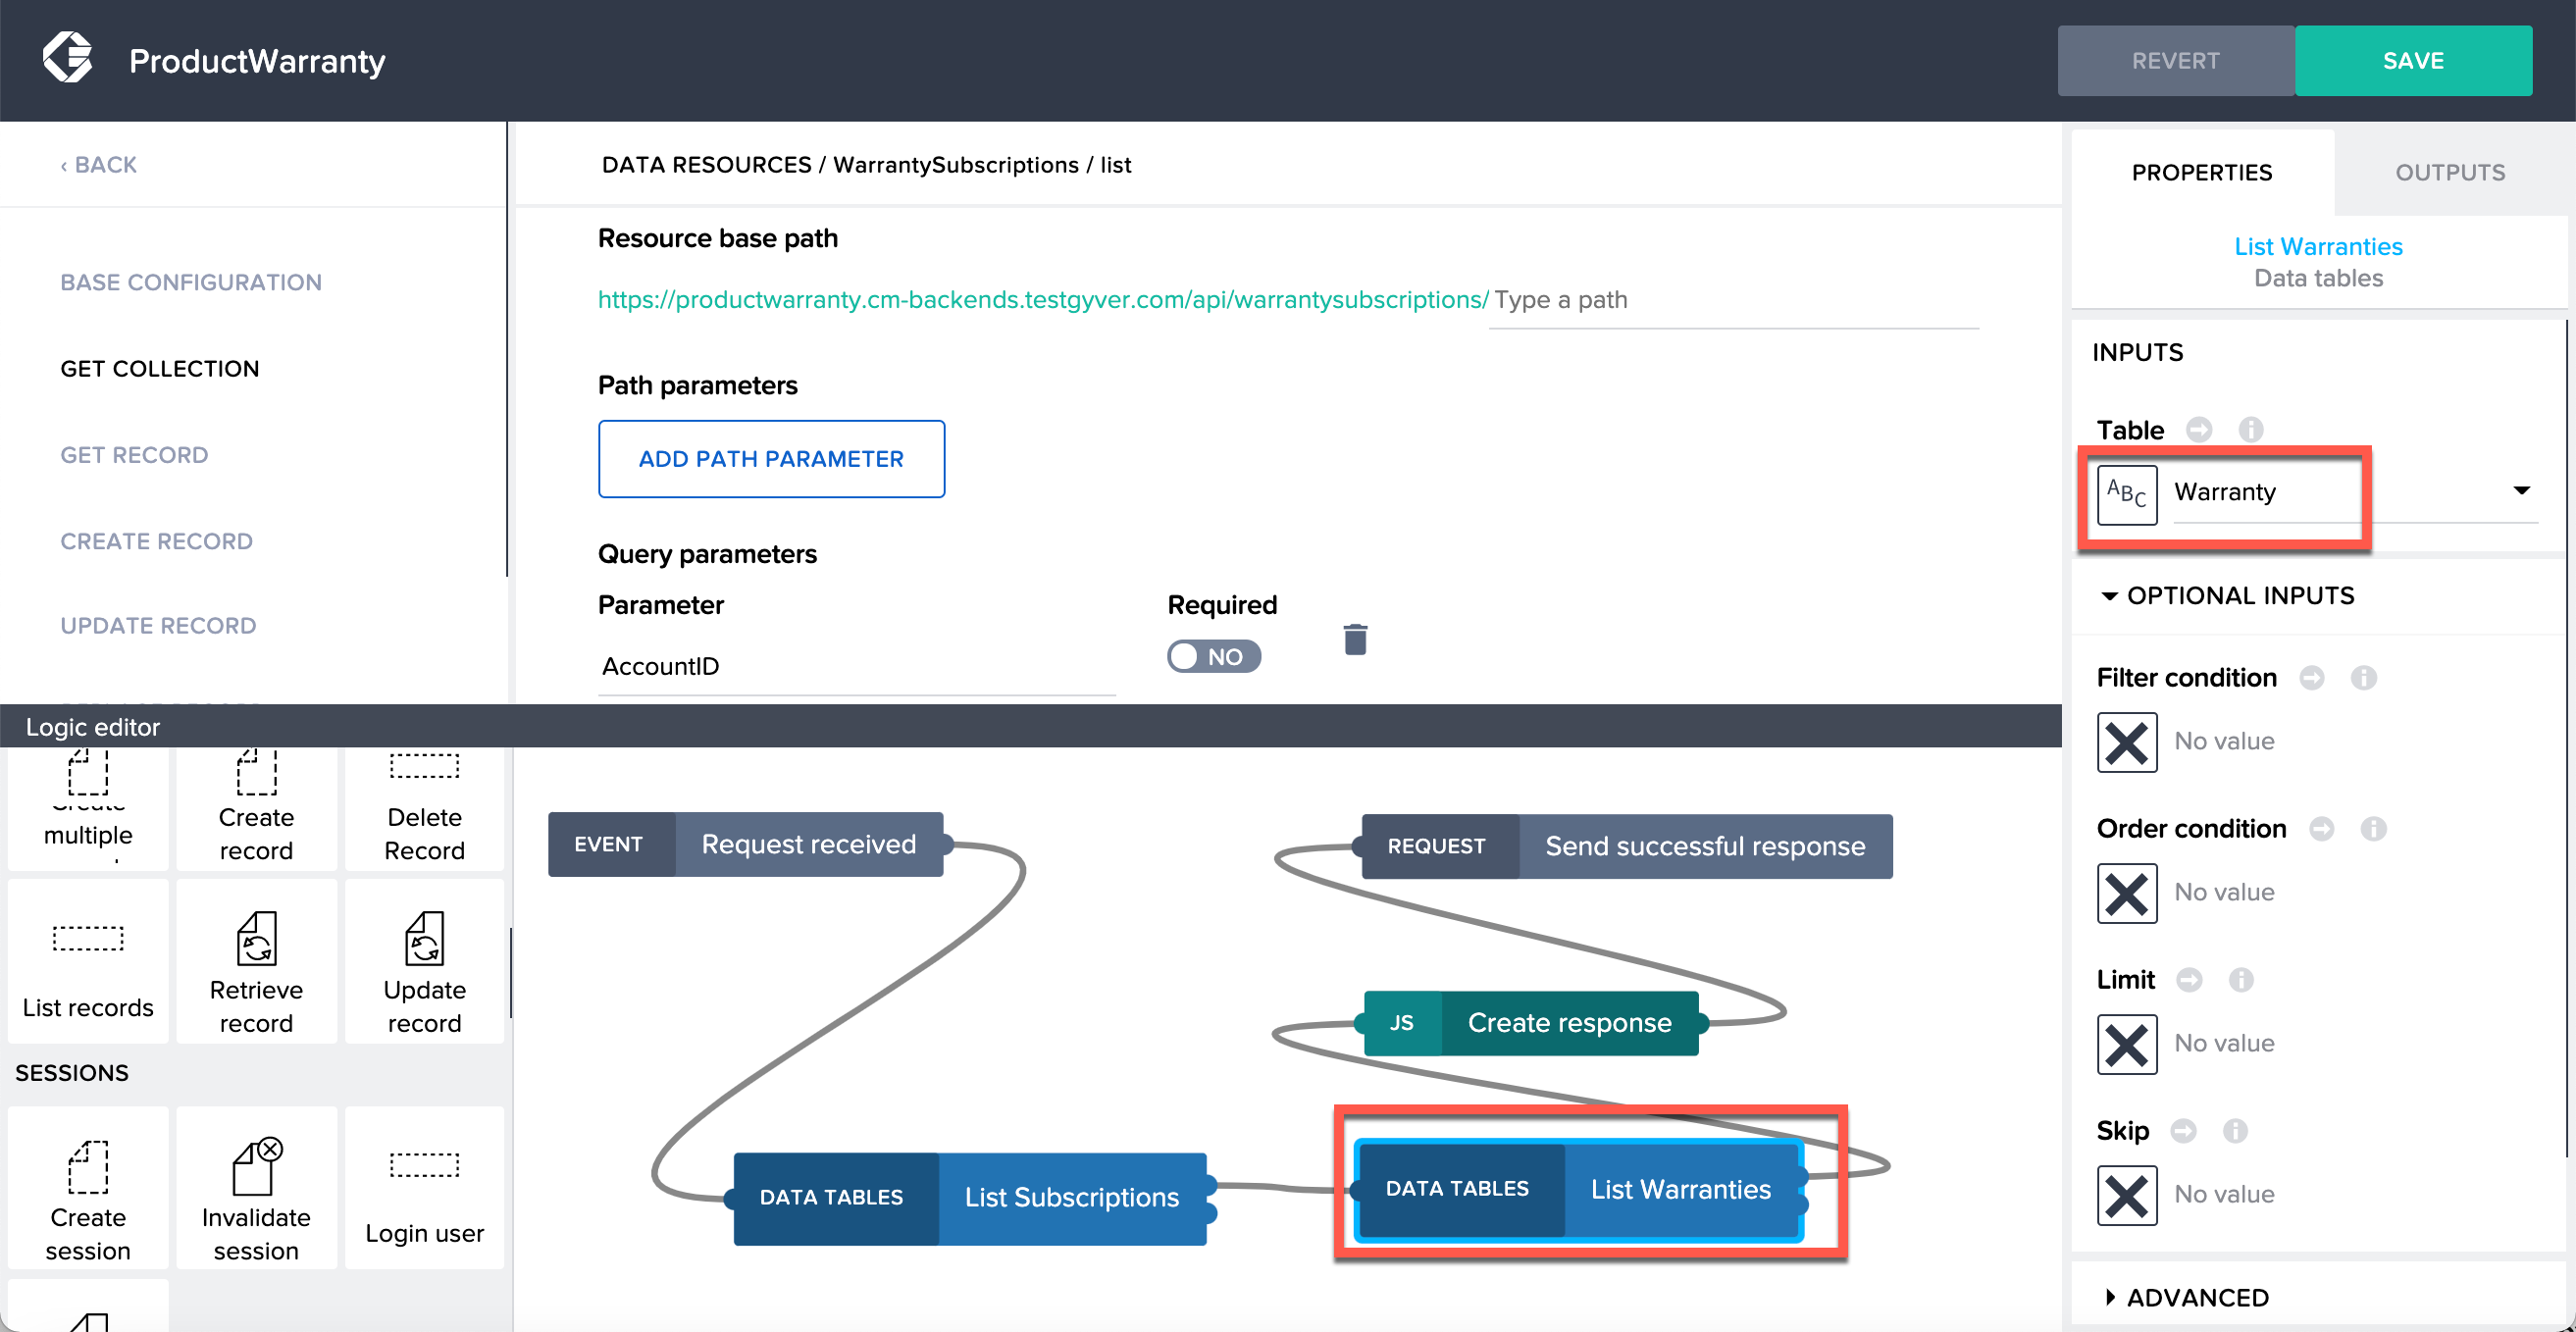 ProductWarranty
REVERT
SAVE
‹ BACK
BASE CONFIGURATION
GET COLLECTION
GET RECORD
CREATE RECORD
UPDATE RECORD
DATA RESOURCES / WarrantySubscriptions / list
Resource base path
https://productwarranty.cm-backends.testgyver.com/api/warrantysubscriptions/ Type a path
Path parameters
ADD PATH PARAMETER
Query parameters
Parameter
Required
AccountID
NO
Logic editor
Create
multiple
Create
record
Delete
Record
List records
Retrieve
record
Update
record
SESSIONS
Create
session
Invalidate
session
Login user
EVENT
Request received
REQUEST
Send successful response
JS
Create response
DATA TABLES
List Subscriptions
DATA TABLES
List Warranties
PROPERTIES
OUTPUTS
List Warranties
Data tables
INPUTS
Table
ABC
Warranty
OPTIONAL INPUTS
Filter condition
No value
Order condition
No value
Limit
No value
Skip
No value
ADVANCED